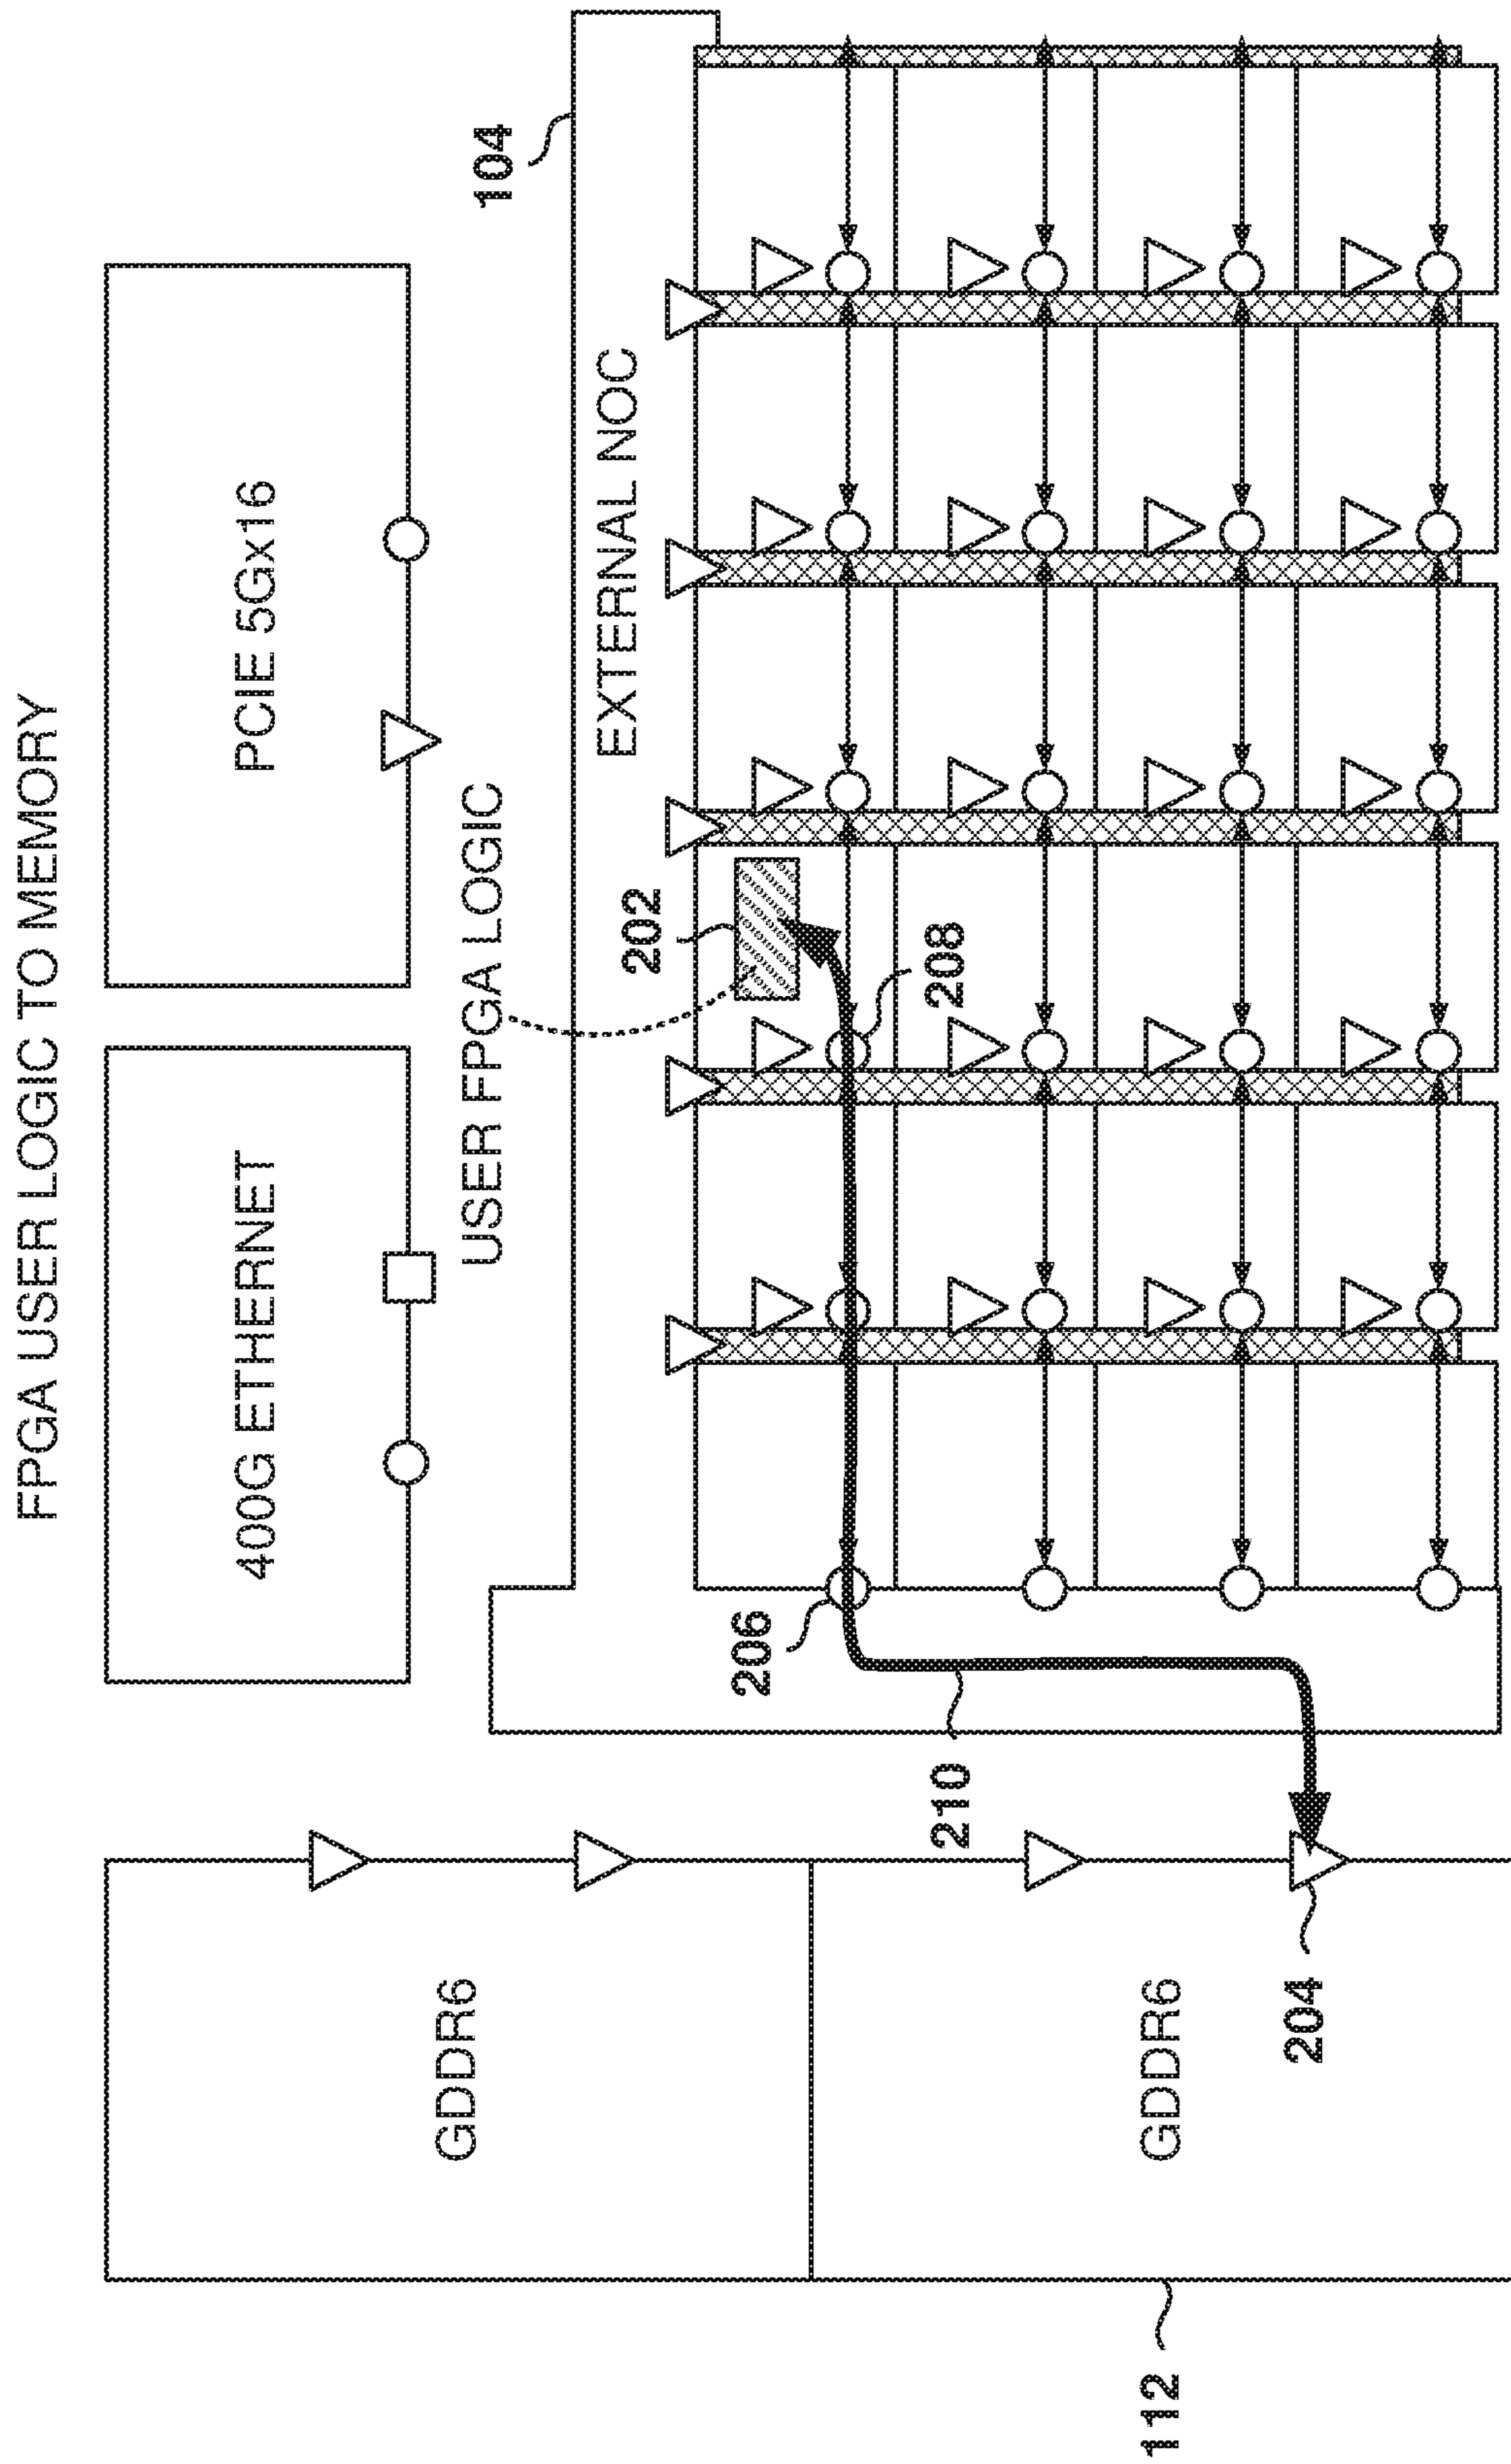 FPGA USER LOGIC TO MEMORY
400G ETHERNET
PCIE 5Gx16
USER FPGA LOGIC
104
EXTERNAL NOC
202
206
208
210
GDDR6
GDDR6
204
112